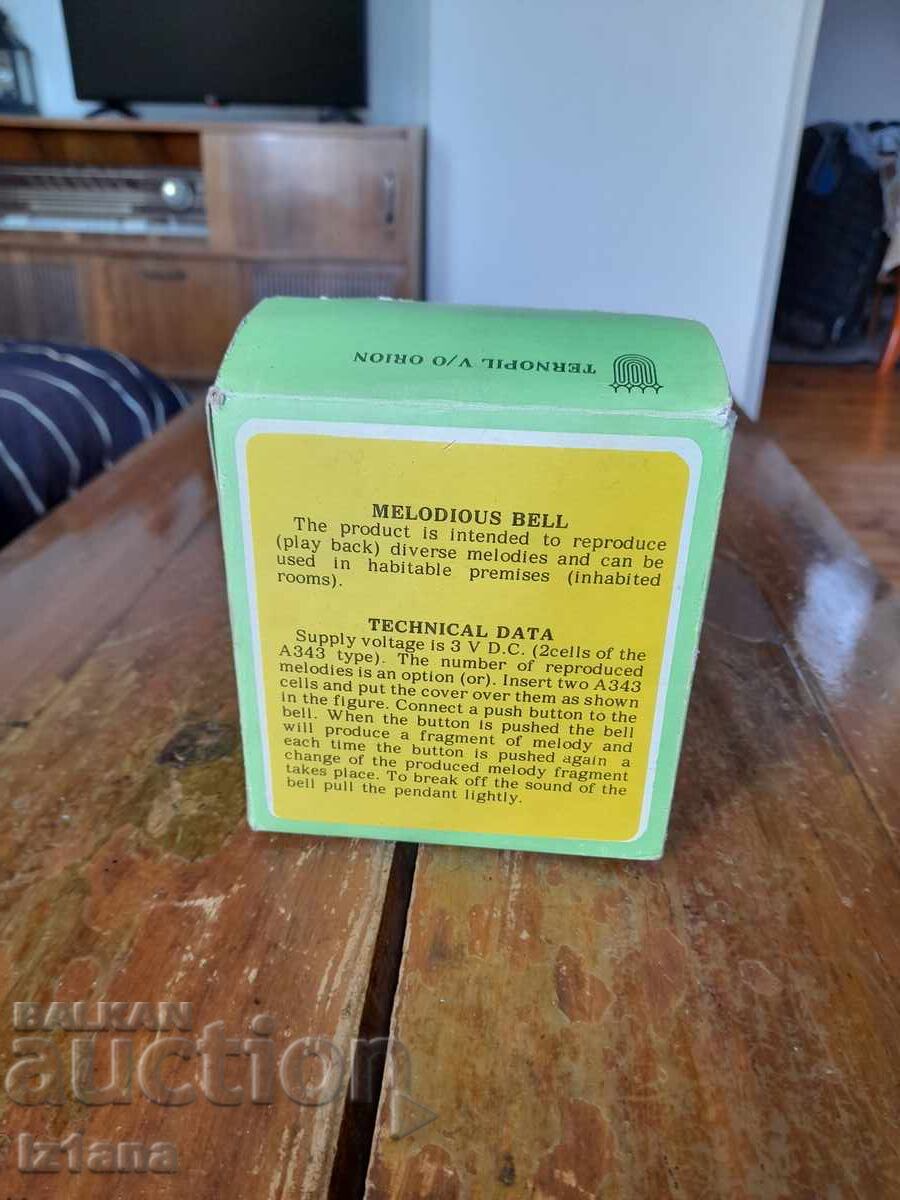 TERNOPIL V/O ORION
MELODIOUS BELL
The product is intended to reproduce
(play back) diverse melodies and can be
used in habitable premises (inhabited
rooms).
TECHNICAL DATA
Supply voltage is 3 V D.C. (2cells of the
A343 type). The number of reproduced
melodies is an option (or). Insert two A343
cells and put the cover over them as shown
in the figure. Connect a push button to the
bell. When the button is pushed the bell
will produce a fragment of melody and
each time the button is pushed again a
change of the produced melody fragment
takes place. To break off the sound of the
bell pull the pendant lightly.
BALKAN
auction
iz1ana